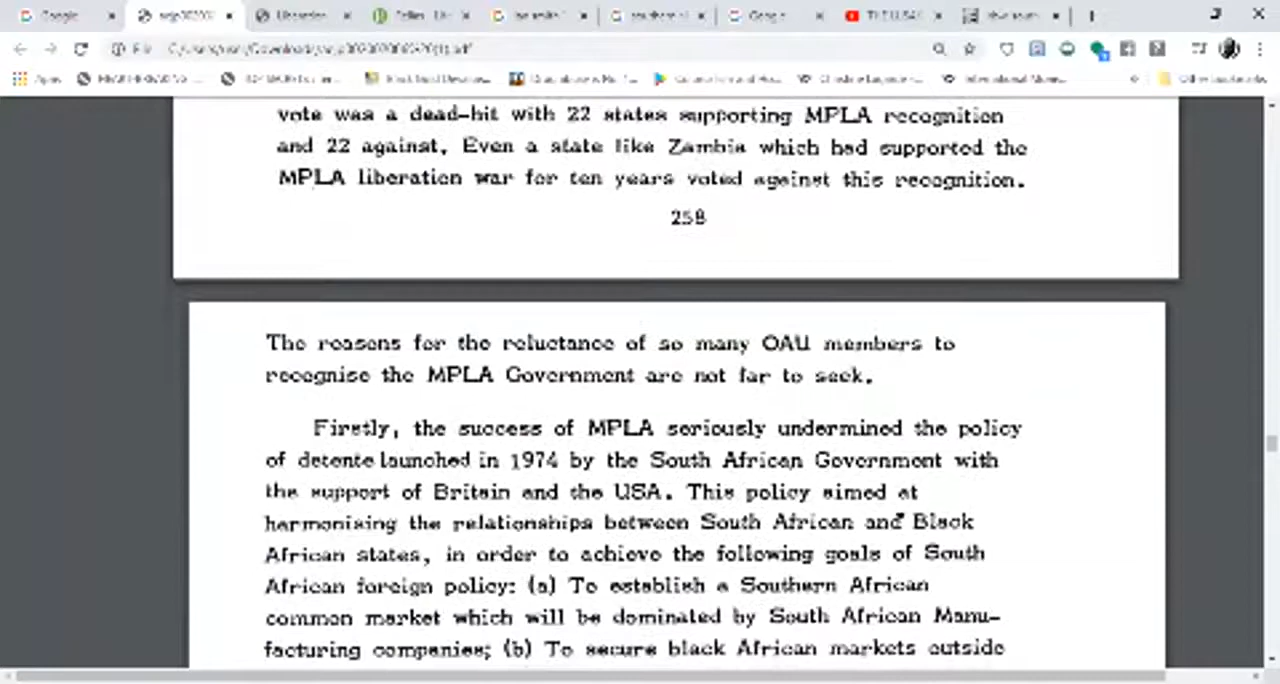 Google
Liberation
Google
File
vote was a dead-hit with 22 states supporting MPLA recognition
and 22 against. Even a state like Zambia which had supported the
MPLA liberation war for ten years voted against this recognition.
258
The reasons for the reluctance of so many OAU members to
recognise the MPLA Government are not far to seek.
Firstly, the success of MPLA seriously undermined the policy
of detente launched in 1974 by the South African Government with
the support of Britain and the USA. This policy aimed at
harmonising the relationships between South African and Black
African states, in order to achieve the following goals of South
African foreign policy: (a) To establish a Southern African
common market which will be dominated by South African Manu-
facturing companies; (b) To secure black African markets outside